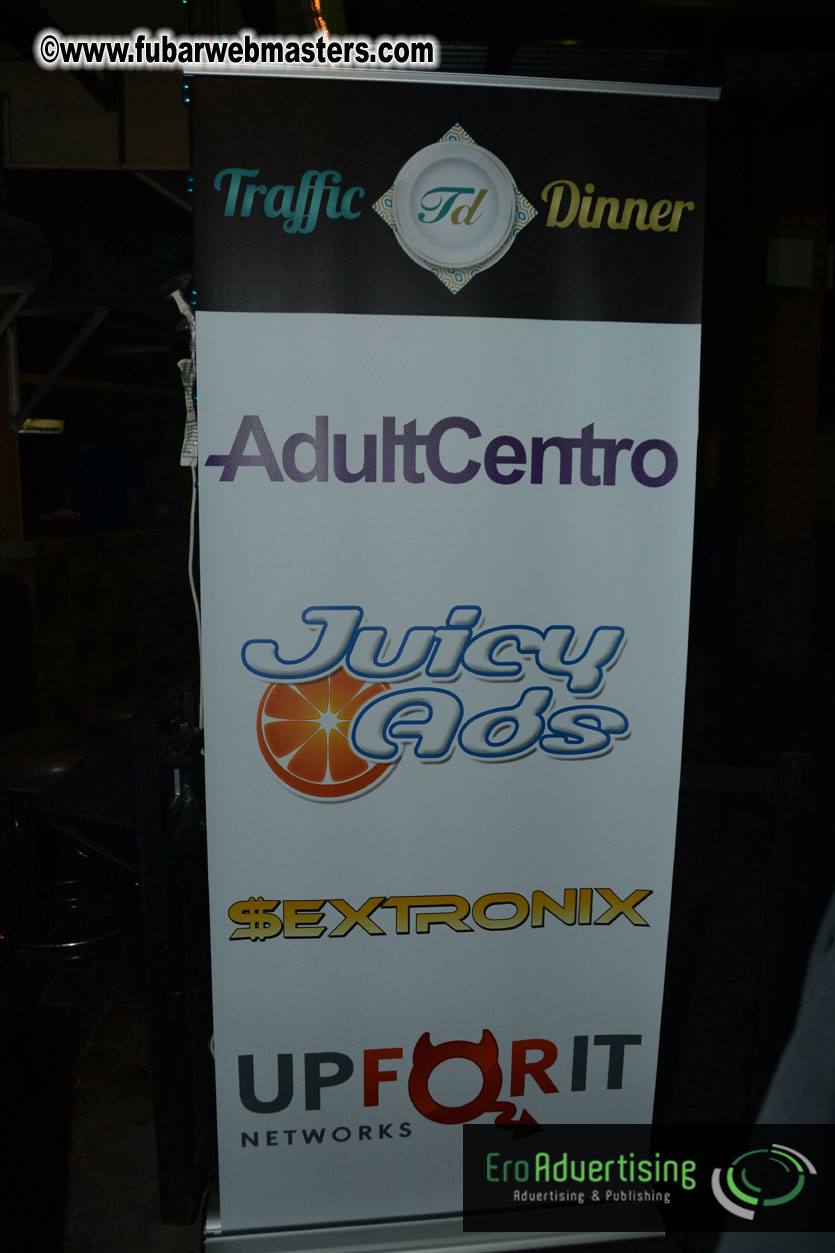 ©www.fubarwebmasters.com
Traffic Td Dinner
AdultCentro
Juicy
Ads
$EXTRONIX
UPFORIT
NETWORKS
EroAdvertising
Advertising & Publishing